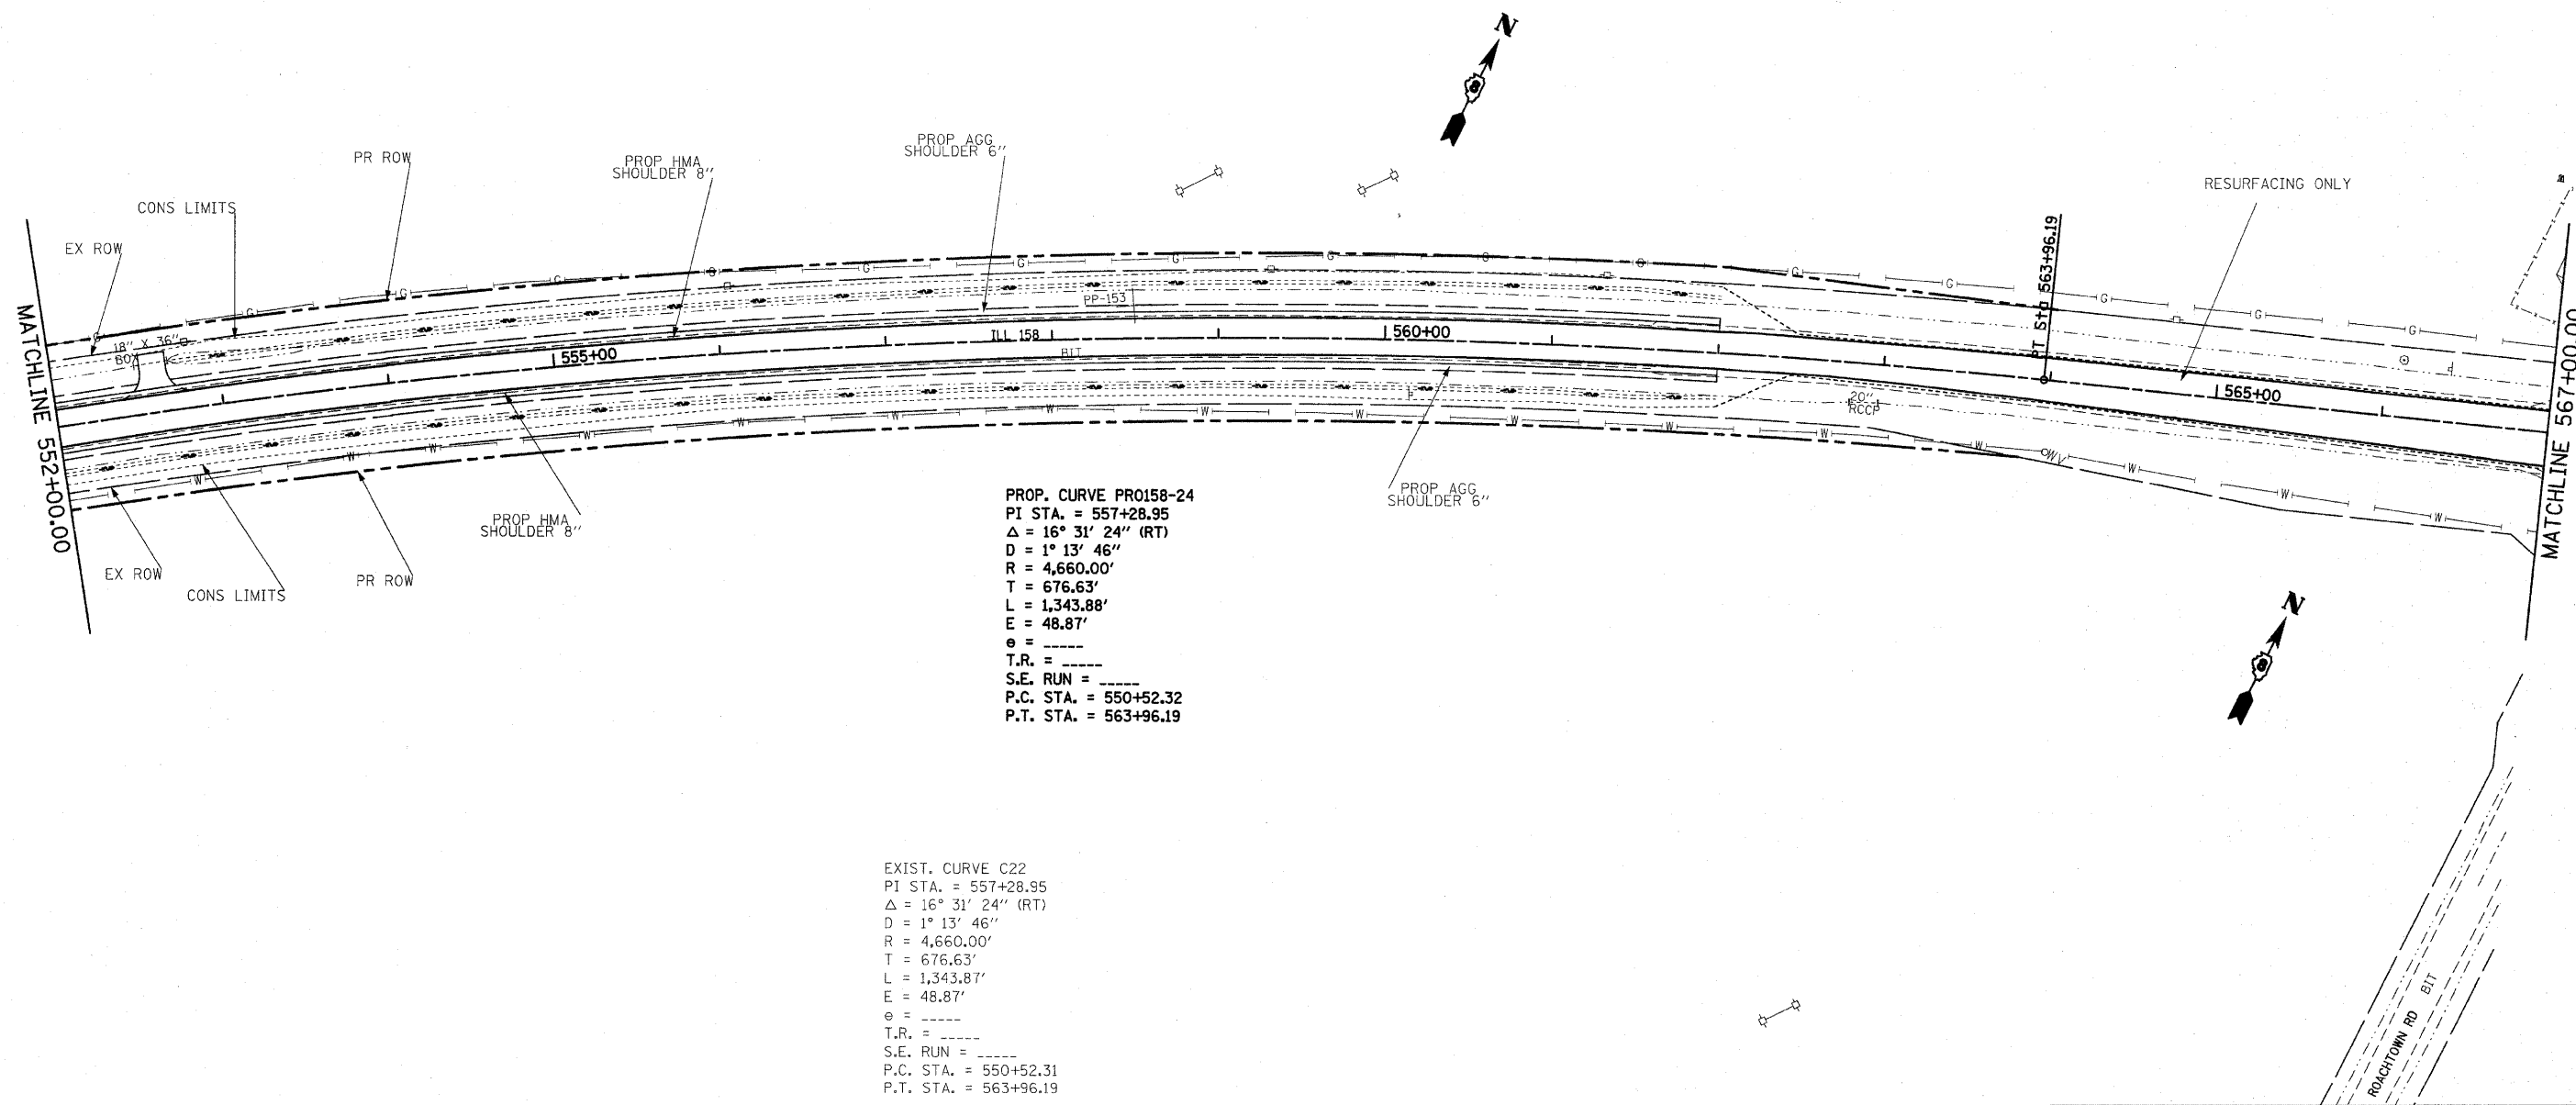 N
8
PROP AGG
SHOULDER 6"
PR ROW
PROP HMA
SHOULDER 8"
RESURFACING ONLY
CONS LIMITS
EX ROW
PT Sta 563+96.19
MATCHLINE 552+00.00
18" X 36"
BOX
G G G G G G G G G G G G G G G G
PP-153
ILL 158
BIT
555+00
560+00
565+00
20"
RCCP
WV
W W W W W W W W W W W W W W W W W
MATCHLINE 567+00.00
PROP HMA
SHOULDER 8"
PROP AGG
SHOULDER 6"
EX ROW
CONS LIMITS
PR ROW
PROP. CURVE PRO158-24
PI STA. = 557+28.95
Δ = 16° 31' 24" (RT)
D = 1° 13' 46"
R = 4,660.00'
T = 676.63'
L = 1,343.88'
E = 48.87'
e = _____
T.R. = _____
S.E. RUN = _____
P.C. STA. = 550+52.32
P.T. STA. = 563+96.19
N
8
EXIST. CURVE C22
PI STA. = 557+28.95
Δ = 16° 31' 24" (RT)
D = 1° 13' 46"
R = 4,660.00'
T = 676.63'
L = 1,343.87'
E = 48.87'
e = _____
T.R. = _____
S.E. RUN = _____
P.C. STA. = 550+52.31
P.T. STA. = 563+96.19
ROACHTOWN RD BIT